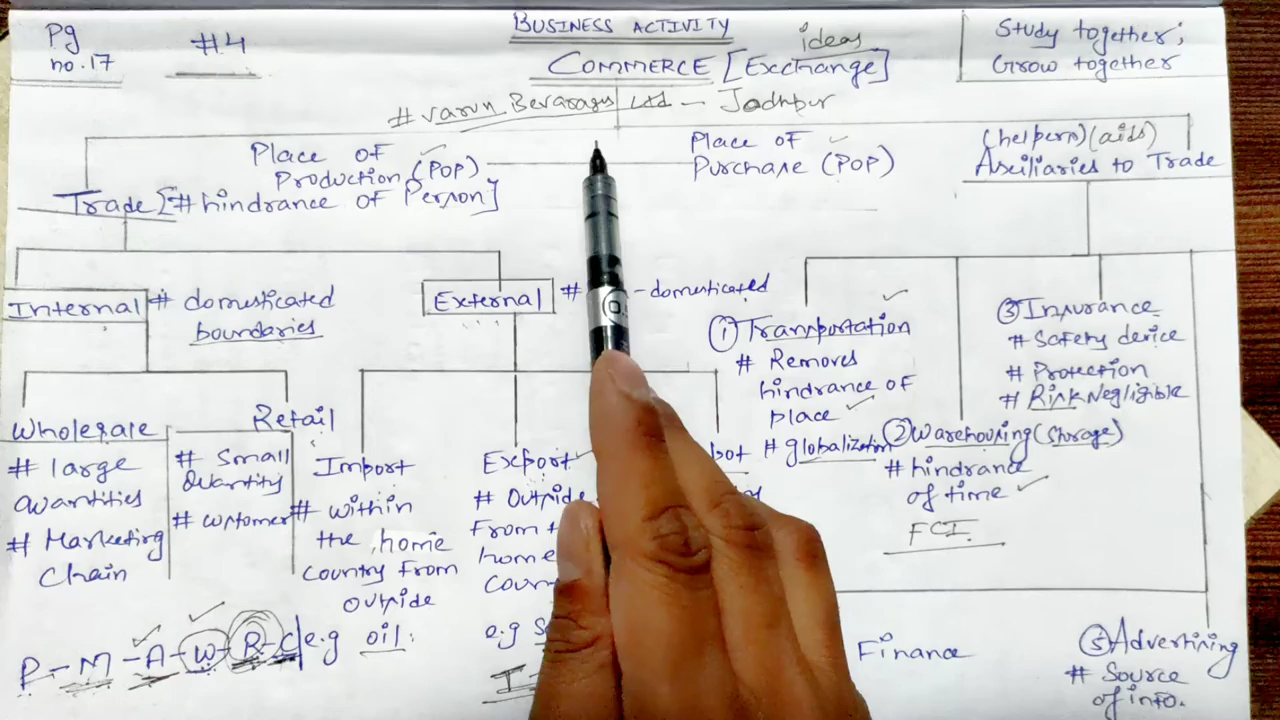 Pg
no.17
#4
BUSINESS ACTIVITY
ideas
COMMERCE [Exchange]
Study together;
Grow together
# Varun Bevarages Ltd - Jodhpur
Place of
Production (POP)
Place of
Purchase (POP)
(helpers) (aids)
Auxiliaries to Trade
Trade [# hindrance of Person]
Internal # domesticated
boundaries
External #
-domesticated
① Transportation
# Removes
hindrance of
place
# globalization
③ Insurance
# Safety device
# Protection
# Risk Negligible
② Warehousing (Storage)
# hindrance
of time
FCI
Wholesale
# large
quantities
# Marketing
Chain
Retail
# Small
Quantity
# customer
Import
# within
the home
country from
outside
e.g oil.
Export
# Outside
From
home
coun
e.g
P-M-A-W-R-C
Finance
⑤ Advertising
# Source
of info.